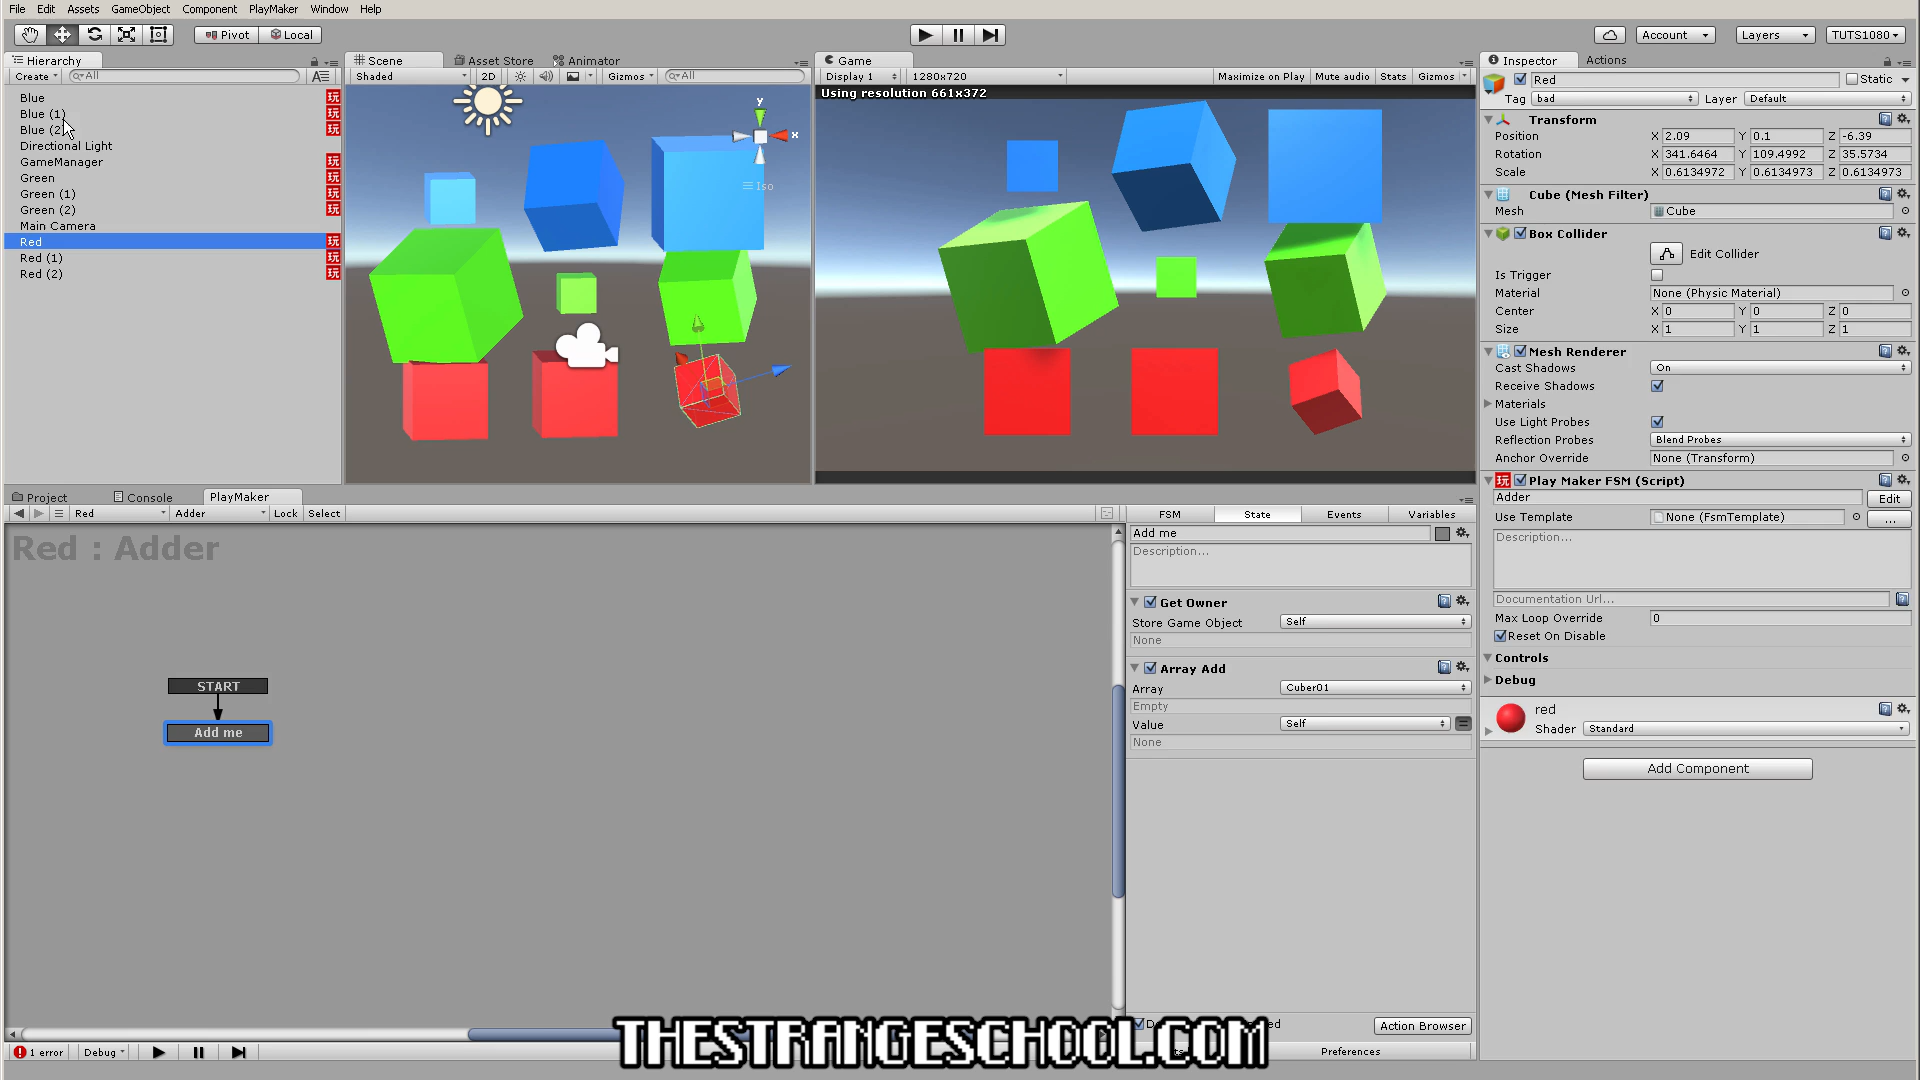 File Edit Assets GameObject Component PlayMaker Window Help
Pivot Local Account Layers TUTS1080
Hierarchy
Create All
Blue
Blue (1)
Blue (2)
Directional Light
GameManager
Green
Green (1)
Green (2)
Main Camera
Red
Red (1)
Red (2)
Scene Asset Store Animator
Shaded 2D Gizmos All
y
x
Iso
Game
Display 1 1280x720 Maximize on Play Mute audio Stats Gizmos
Using resolution 661x372
Project Console PlayMaker
Red Adder Lock Select
Red : Adder
START
Add me
1 error Debug
FSM State Events Variables
Add me
Description...
Get Owner
Store Game Object Self
None
Array Add
Array Cuber01
Empty
Value Self
None
Action Browser
Preferences
Inspector Actions
Red Static
Tag bad Layer Default
Transform
Position X 2.09 Y 0.1 Z -6.39
Rotation X 341.6464 Y 109.4992 Z 35.5734
Scale X 0.6134972 Y 0.6134973 Z 0.6134973
Cube (Mesh Filter)
Mesh Cube
Box Collider
Edit Collider
Is Trigger
Material None (Physic Material)
Center X 0 Y 0 Z 0
Size X 1 Y 1 Z 1
Mesh Renderer
Cast Shadows On
Receive Shadows
Materials
Use Light Probes
Reflection Probes Blend Probes
Anchor Override None (Transform)
Play Maker FSM (Script)
Adder Edit
Use Template None (FsmTemplate) ...
Description...
Documentation Url...
Max Loop Override 0
Reset On Disable
Controls
Debug
red
Shader Standard
Add Component
THESTRANGESCHOOL.COM